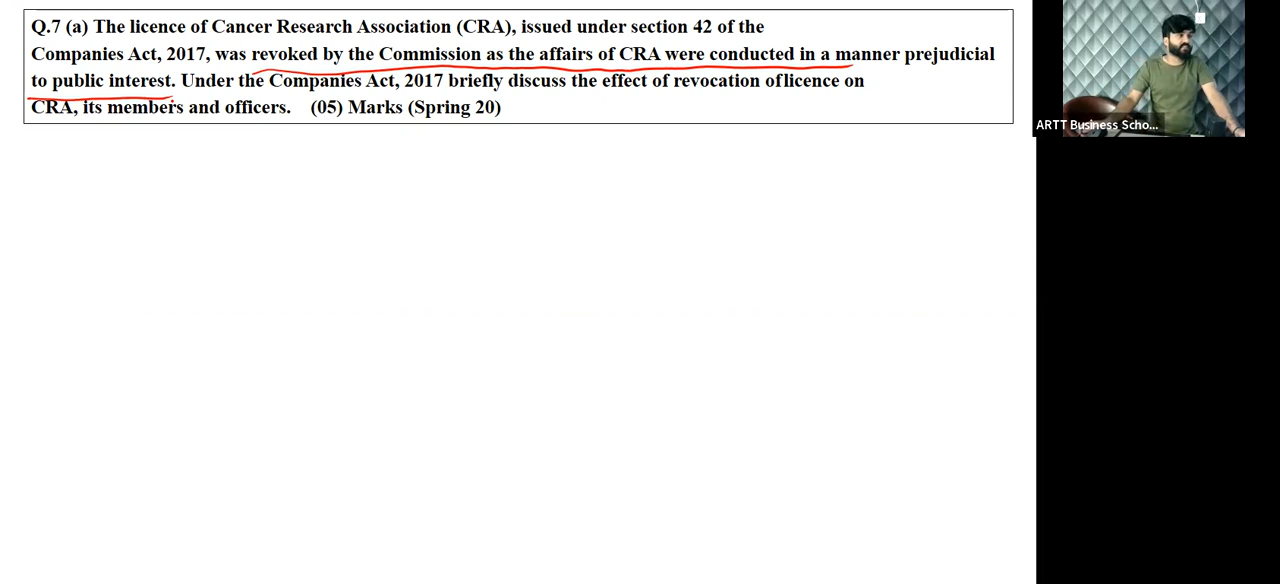 Q.7 (a) The licence of Cancer Research Association (CRA), issued under section 42 of the
Companies Act, 2017, was revoked by the Commission as the affairs of CRA were conducted in a manner prejudicial
to public interest. Under the Companies Act, 2017 briefly discuss the effect of revocation of licence on
CRA, its members and officers. (05) Marks (Spring 20)
ARTT Business Scho...